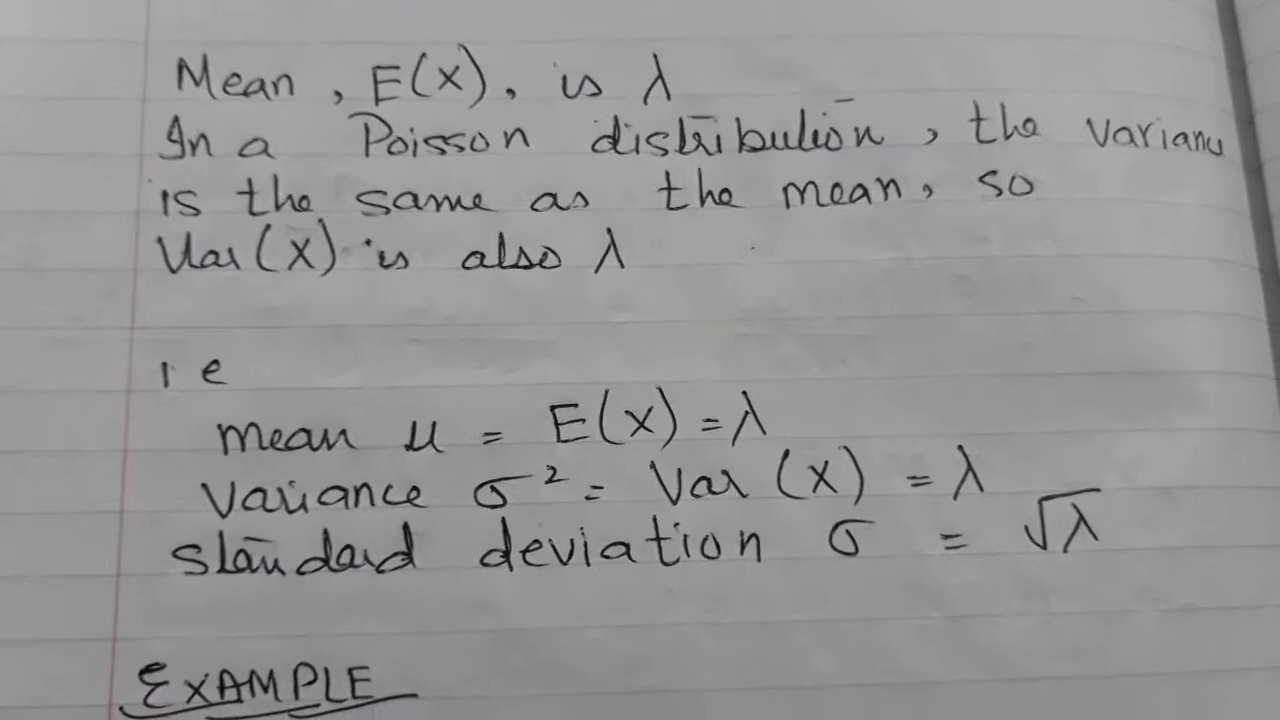 Mean, E(X), is λ
In a Poisson distribution, the variance
is the same as the mean, so
Var(X) is also λ
i e
mean μ = E(X) = λ
Variance σ² = Var (X) = λ
standard deviation σ = √λ
EXAMPLE